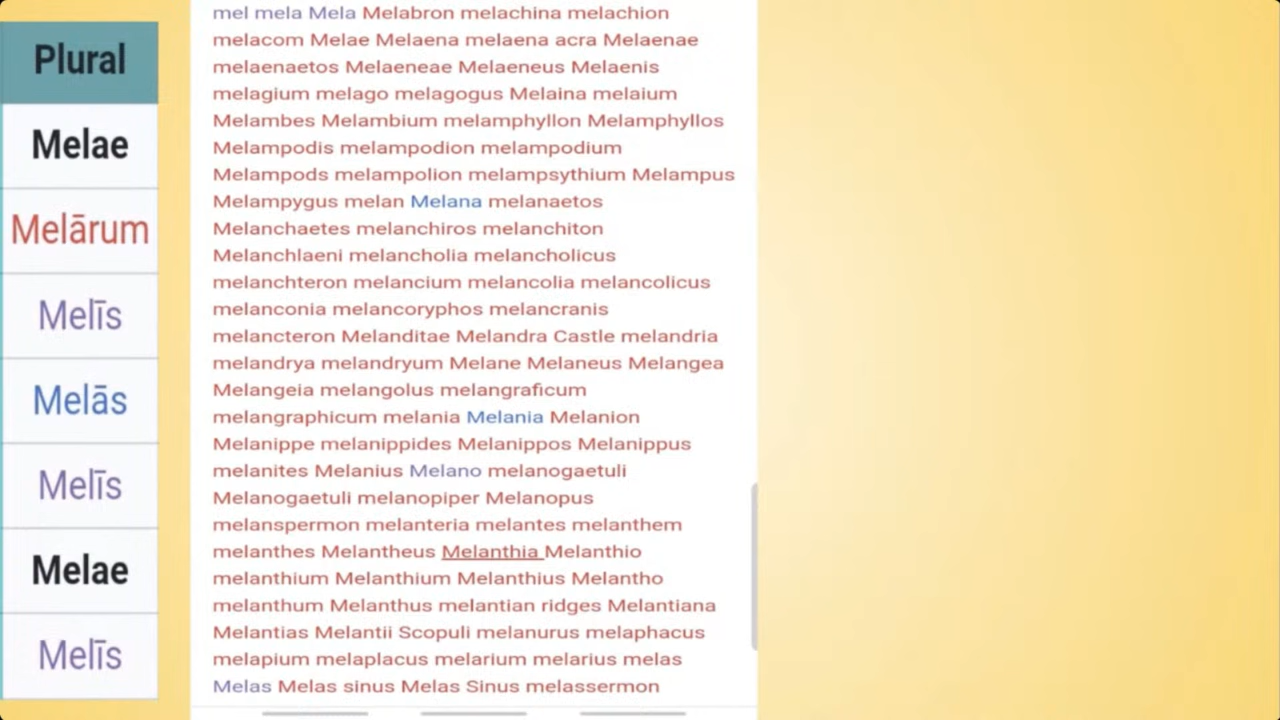 Plural
Melae
Melārum
Melīs
Melās
Melīs
Melae
Melīs
mel mela Mela Melabron melachina melachion
melacom Melae Melaena melaena acra Melaenae
melaenaetos Melaeneae Melaeneus Melaenis
melagium melago melagogus Melaina melaium
Melambes Melambium melamphyllon Melamphyllos
Melampodis melampodion melampodium
Melampods melampolion melampsythium Melampus
Melampygus melan Melana melanaetos
Melanchaetes melanchiros melanchiton
Melanchlaeni melancholia melancholicus
melanchteron melancium melancolia melancolicus
melanconia melancoryphos melancranis
melancteron Melanditae Melandra Castle melandria
melandrya melandryum Melane Melaneus Melangea
Melangeia melangolus melangraficum
melangraphicum melania Melania Melanion
Melanippe melanippides Melanippos Melanippus
melanites Melanius Melano melanogaetuli
Melanogaetuli melanopiper Melanopus
melanspermon melanteria melantes melanthem
melanthes Melantheus Melanthia Melanthio
melanthium Melanthium Melanthius Melantho
melanthum Melanthus melantian ridges Melantiana
Melantias Melantii Scopuli melanurus melaphacus
melapium melaplacus melarium melarius melas
Melas Melas sinus Melas Sinus melassermon